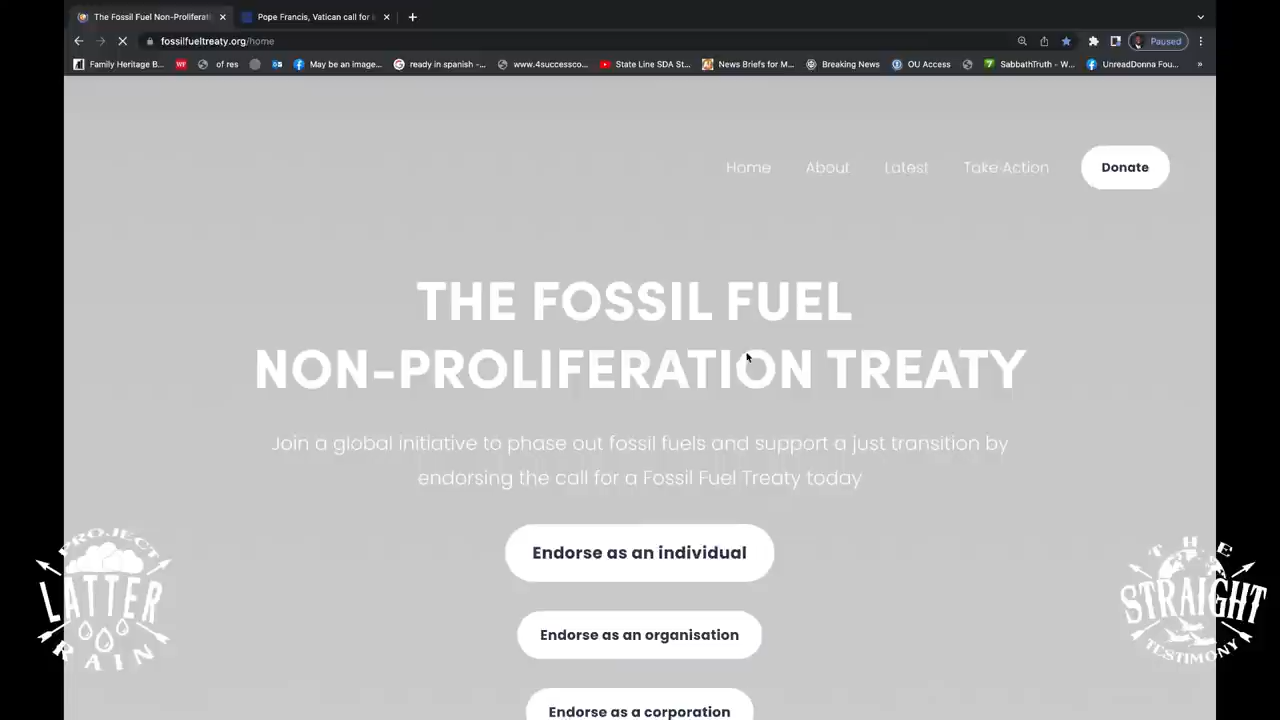 The Fossil Fuel Non-Proliferat
Pope Francis, Vatican call for i
fossilfueltreaty.org/home
Paused
Family Heritage B...
WF
of res
May be an image...
ready in spanish -...
www.4successco...
State Line SDA St...
News Briefs for M...
Breaking News
OU Access
SabbathTruth - W...
UnreadDonna Fou...
Home
About
Latest
Take Action
Donate
THE FOSSIL FUEL
NON-PROLIFERATION TREATY
Join a global initiative to phase out fossil fuels and support a just transition by
endorsing the call for a Fossil Fuel Treaty today
Endorse as an individual
Endorse as an organisation
Endorse as a corporation
PROJECT
LATTER
RAIN
THE
STRAIGHT
TESTIMONY